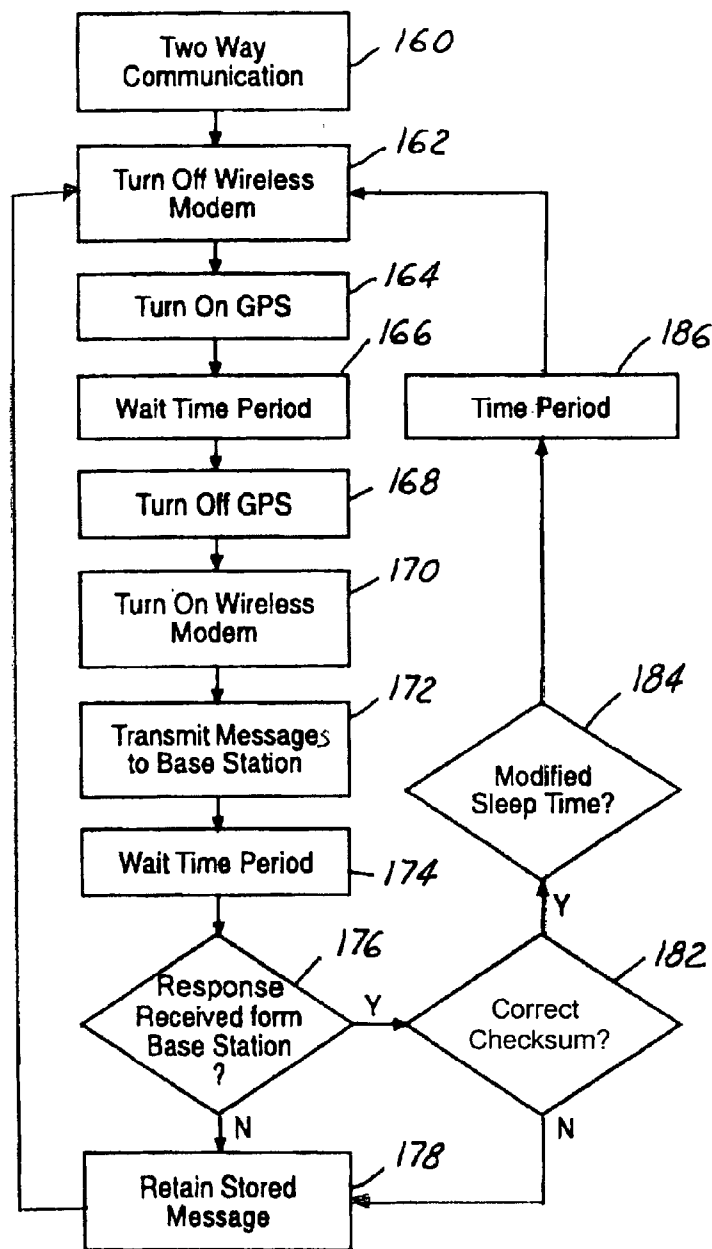 Two Way
Communication
160
Turn Off Wireless
Modem
162
Turn On GPS
164
Wait Time Period
166
Time Period
186
Turn Off GPS
168
Turn On Wireless
Modem
170
Transmit Messages
to Base Station
172
Modified
Sleep Time?
184
Wait Time Period
174
Y
Response
Received form
Base Station
?
176
Y
Correct
Checksum?
182
N
N
Retain Stored
Message
178